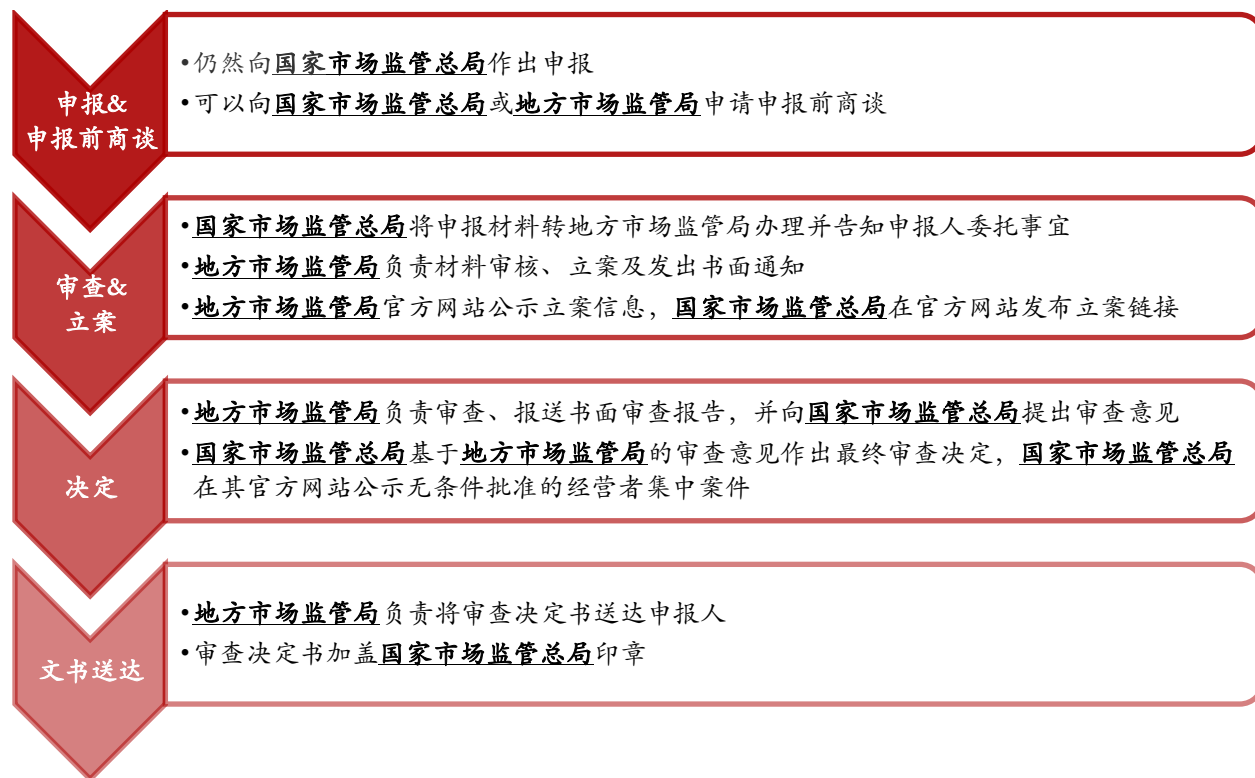 申报&
申报前商谈
•仍然向国家市场监管总局作出申报
•可以向国家市场监管总局或地方市场监管局申请申报前商谈
审查&
立案
•国家市场监管总局将申报材料转地方市场监管局办理并告知申报人委托事宜
•地方市场监管局负责材料审核、立案及发出书面通知
•地方市场监管局官方网站公示立案信息，国家市场监管总局在官方网站发布立案链接
决定
•地方市场监管局负责审查、报送书面审查报告，并向国家市场监管总局提出审查意见
•国家市场监管总局基于地方市场监管局的审查意见作出最终审查决定，国家市场监管总局
在其官方网站公示无条件批准的经营者集中案件
文书送达
•地方市场监管局负责将审查决定书送达申报人
•审查决定书加盖国家市场监管总局印章